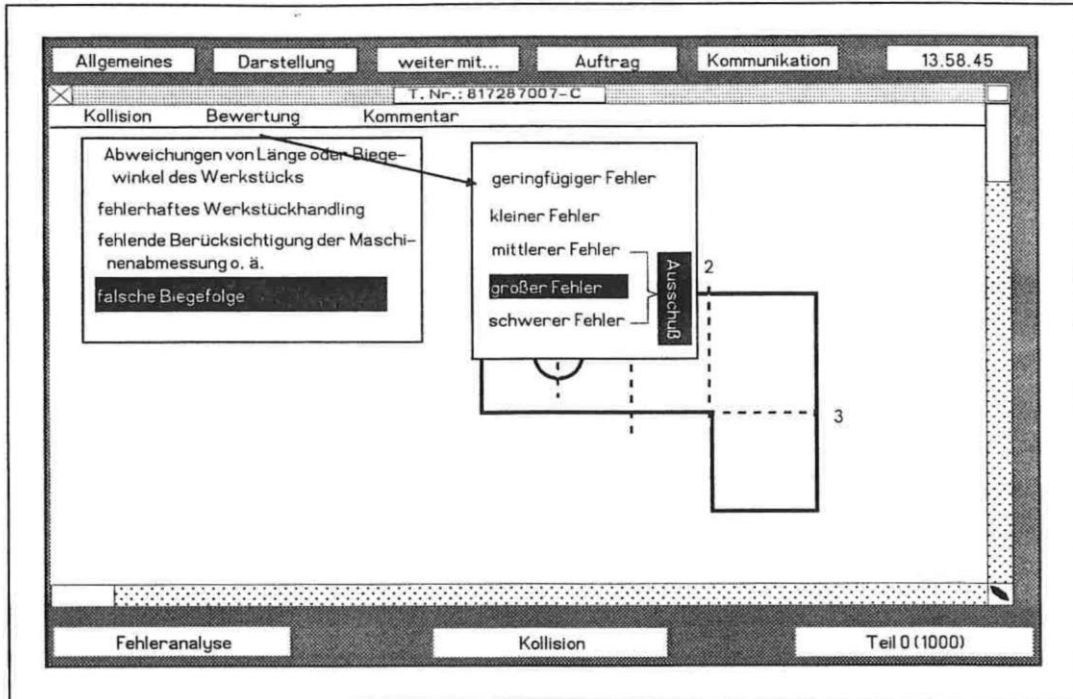 Allgemeines Darstellung weiter mit... Auftrag Kommunikation 13.58.45
T. Nr.: 817287007-C
Kollision Bewertung Kommentar
Abweichungen von Länge oder Biege-
winkel des Werkstücks
fehlerhaftes Werkstückhandling
fehlende Berücksichtigung der Maschi-
nenabmessung o. ä.
falsche Biegefolge
geringfügiger Fehler
kleiner Fehler
mittlerer Fehler
großer Fehler
schwerer Fehler
Ausschuß
2
3
Fehleranalyse Kollision Teil 0 (1000)